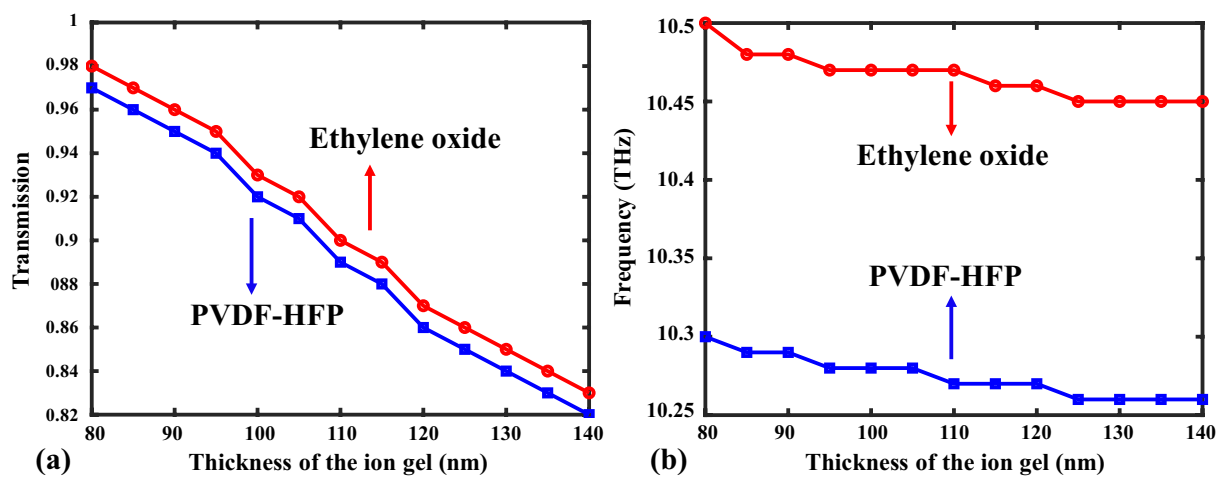 1
0.98
0.96
0.94
0.92
0.9
0.88
0.86
0.84
0.82
Transmission
Ethylene oxide
PVDF-HFP
80 90 100 110 120 130 140
(a) Thickness of the ion gel (nm)
10.5
10.45
10.4
10.35
10.3
10.25
Frequency (THz)
Ethylene oxide
PVDF-HFP
80 90 100 110 120 130 140
(b) Thickness of the ion gel (nm)